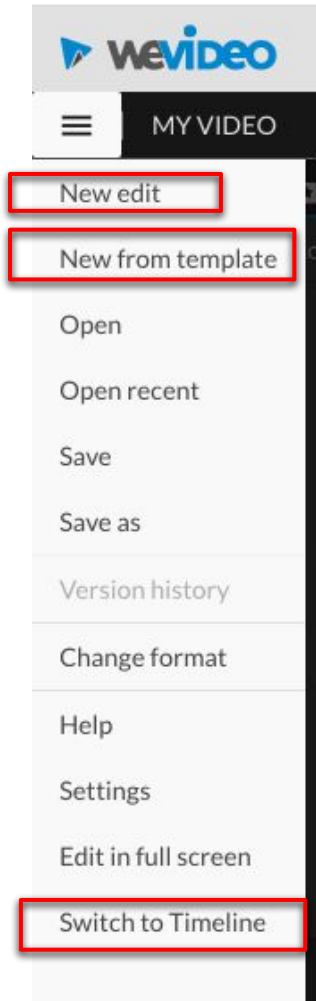 wevideo
MY VIDEO
New edit
New from template
Open
Open recent
Save
Save as
Version history
Change format
Help
Settings
Edit in full screen
Switch to Timeline